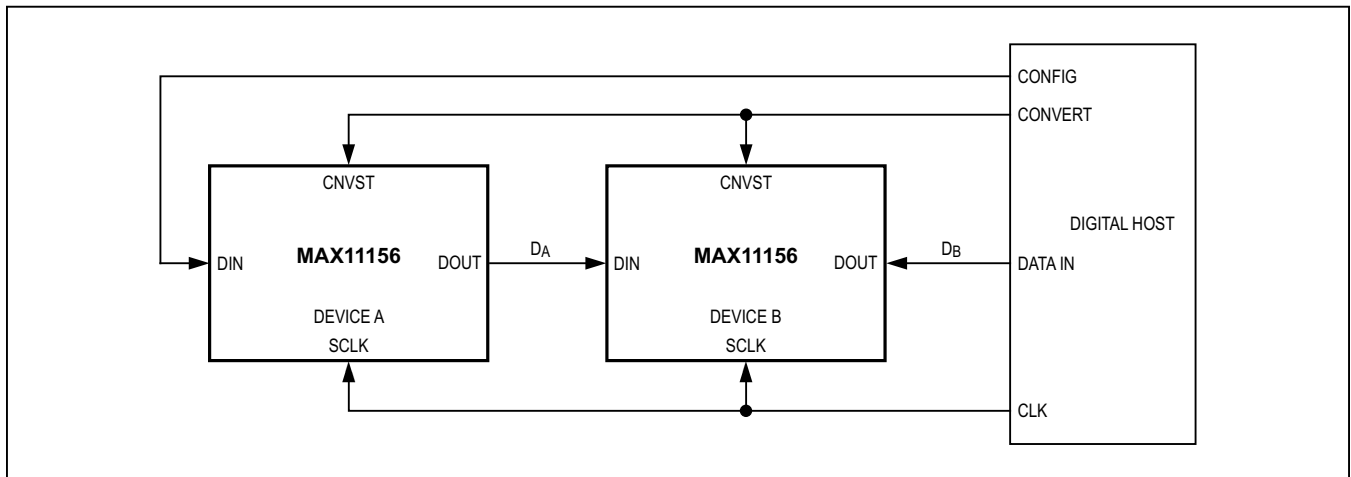 CONFIG
CONVERT
CNVST
CNVST
DIGITAL HOST
MAX11156
MAX11156
DIN
DOUT
DA
DIN
DOUT
DB
DATA IN
DEVICE A
DEVICE B
SCLK
SCLK
CLK